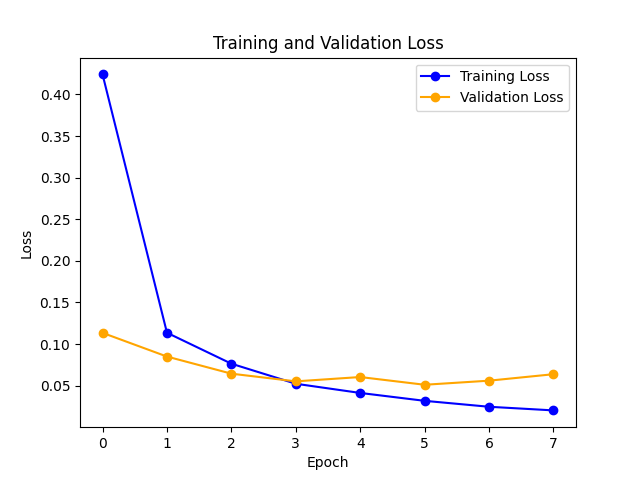 Training and Validation Loss
Training Loss
Validation Loss
0.40
0.35
0.30
0.25
0.20
0.15
0.10
0.05
Loss
0 1 2 3 4 5 6 7
Epoch